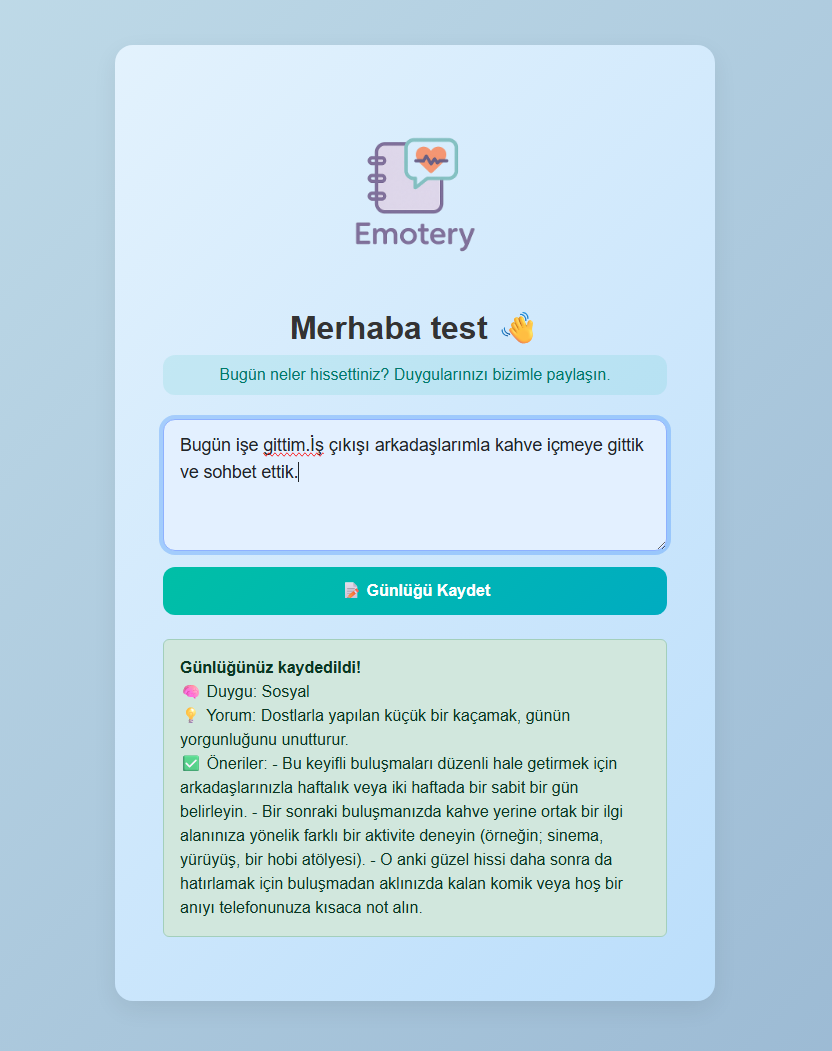 Emotery
Merhaba test 👋
Bugün neler hissettiniz? Duygularınızı bizimle paylaşın.
Bugün işe gittim.İş çıkışı arkadaşlarımla kahve içmeye gittik
ve sohbet ettik.
📝 Günlüğü Kaydet
Günlüğünüz kaydedildi!
🧠 Duygu: Sosyal
💡 Yorum: Dostlarla yapılan küçük bir kaçamak, günün
yorgunluğunu unutturur.
✅ Öneriler: - Bu keyifli buluşmaları düzenli hale getirmek için
arkadaşlarınızla haftalık veya iki haftada bir sabit bir gün
belirleyin. - Bir sonraki buluşmanızda kahve yerine ortak bir ilgi
alanınıza yönelik farklı bir aktivite deneyin (örneğin; sinema,
yürüyüş, bir hobi atölyesi). - O anki güzel hissi daha sonra da
hatırlamak için buluşmadan aklınızda kalan komik veya hoş bir
anıyı telefonunuza kısaca not alın.